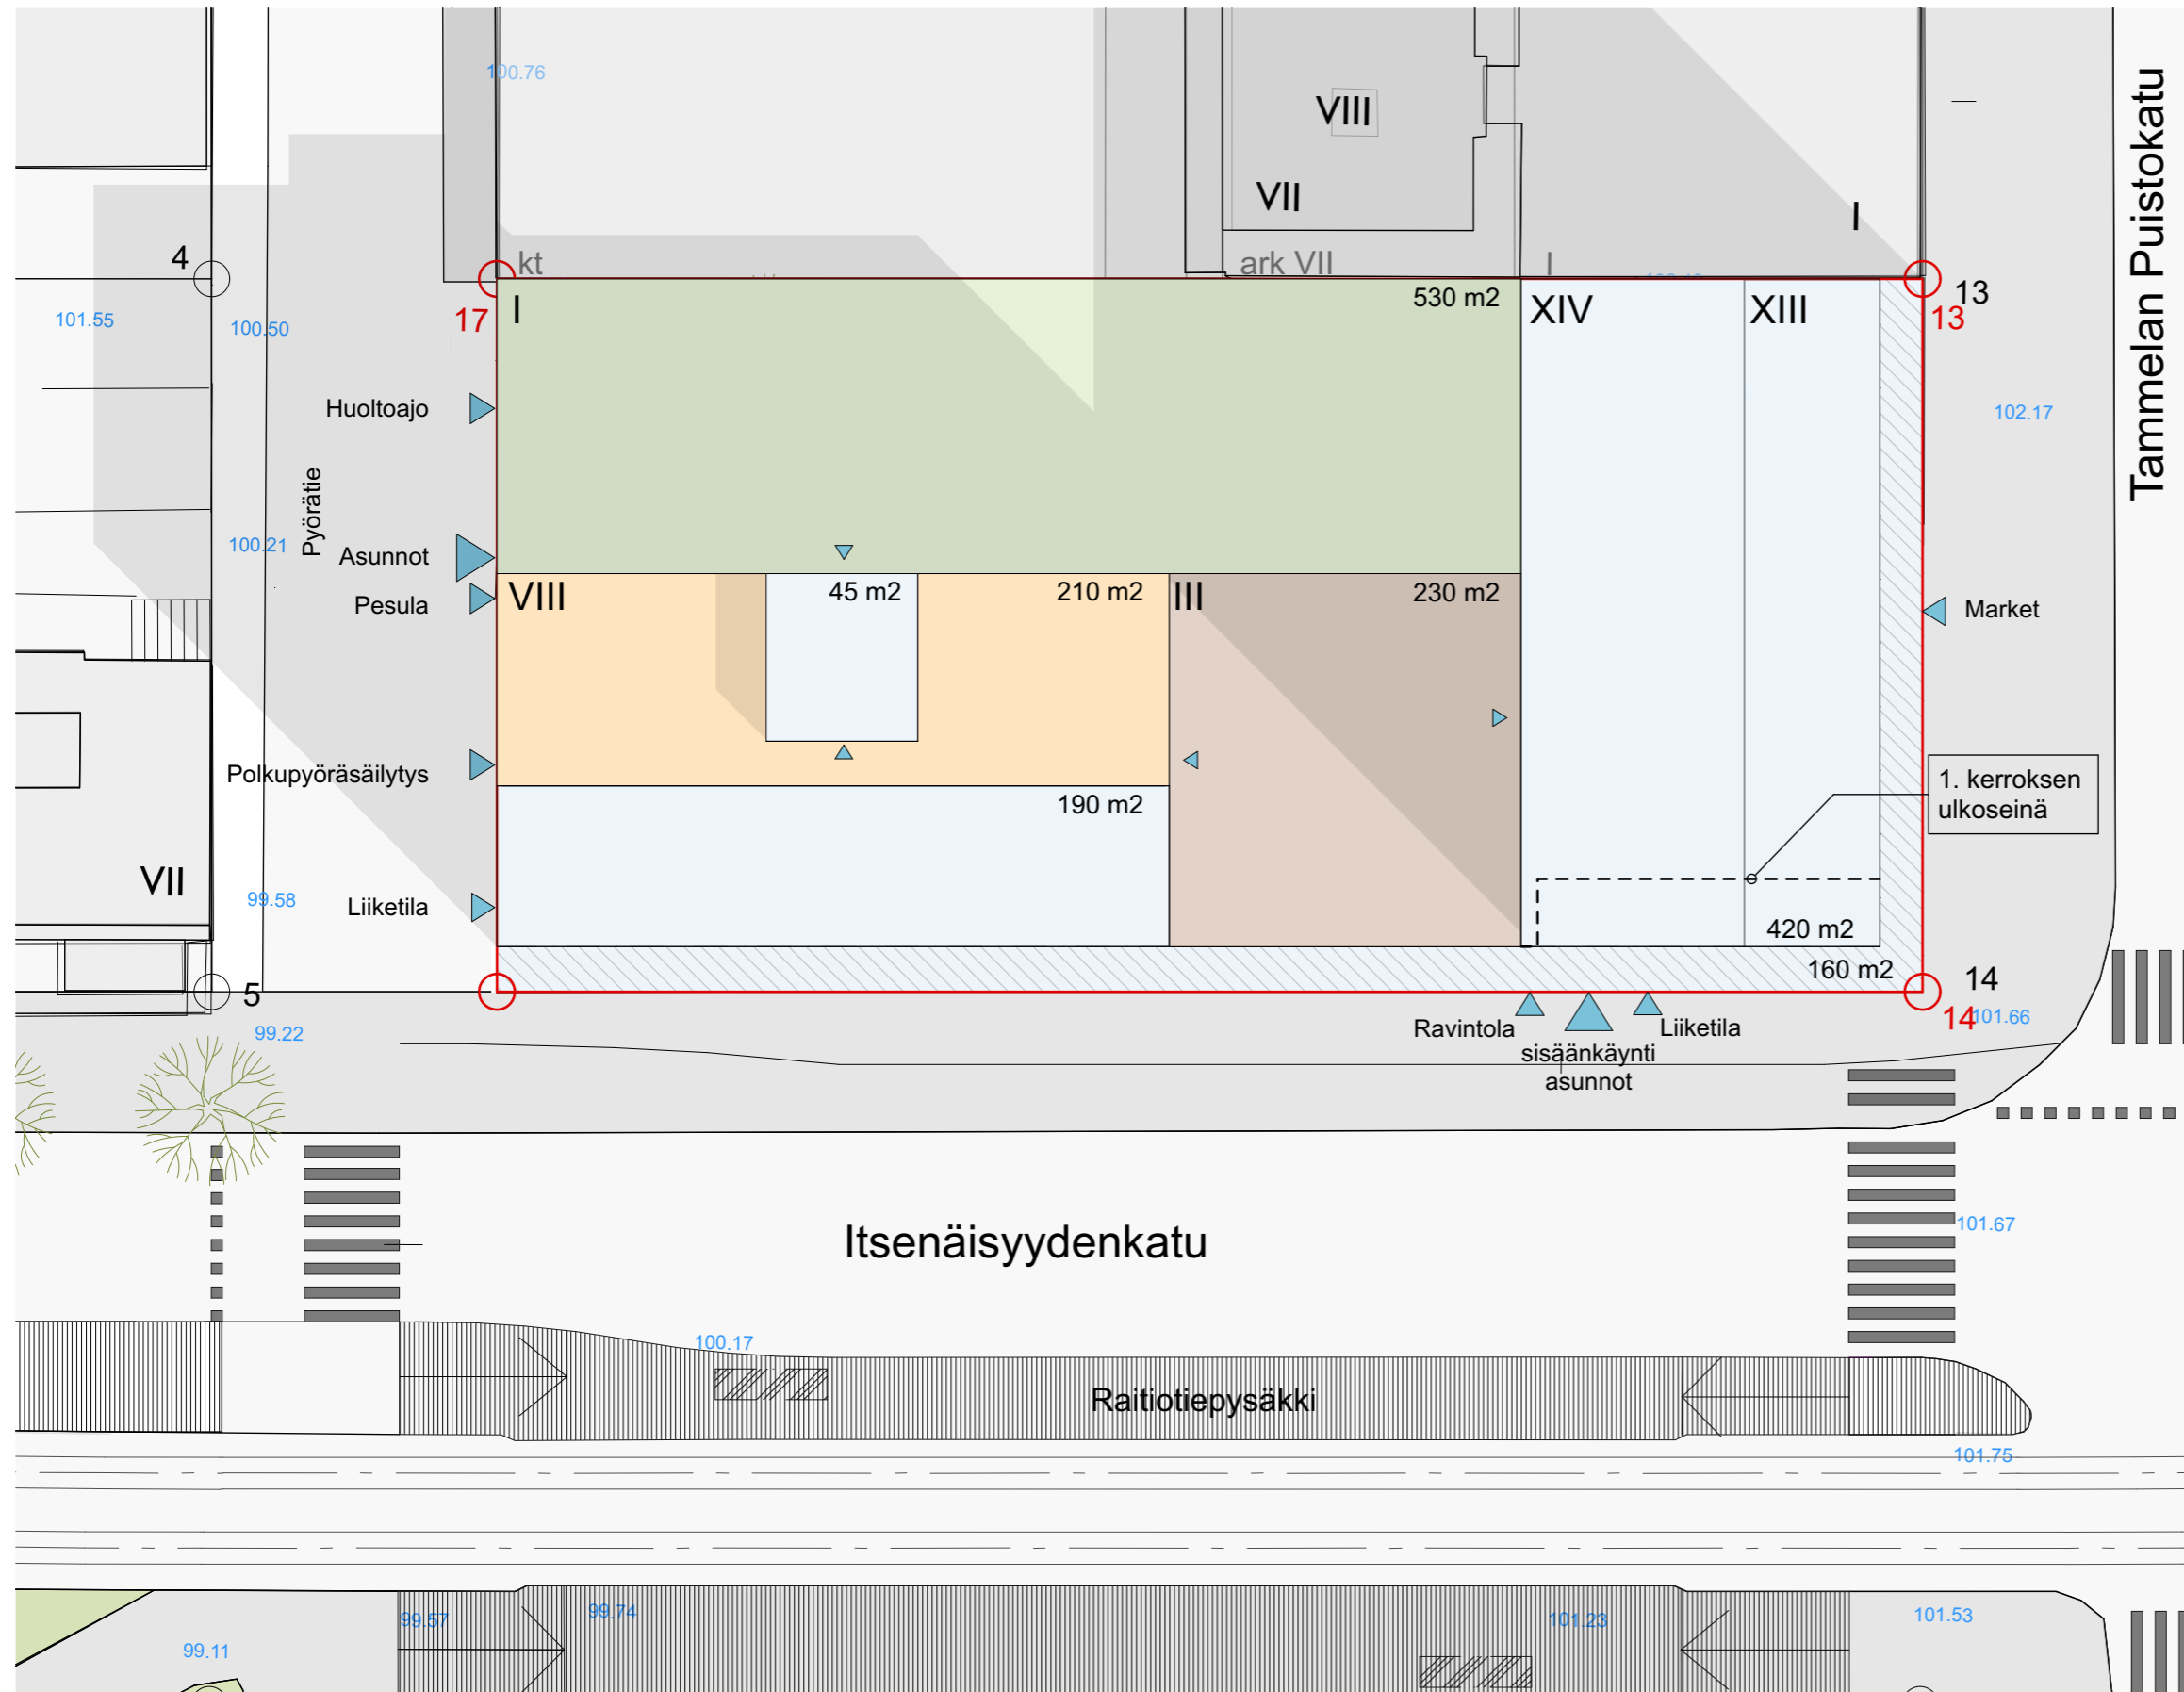 100.76
VIII
VII
I
Tammelan Puistokatu
4
kt
ark VII
I
13
13
17
I
530 m2
XIV
XIII
101.55
100.50
102.17
Huoltoajo
Pyörätie
100.21
Asunnot
Pesula
VIII
45 m2
210 m2
III
230 m2
Market
Polkupyöräsäilytys
190 m2
1. kerroksen
ulkoseinä
VII
99.58
Liiketila
420 m2
160 m2
14
14
101.66
5
99.22
Ravintola
Liiketila
sisäänkäynti
asunnot
Itsenäisyydenkatu
101.67
100.17
Raitiotiepysäkki
101.75
99.57
99.74
101.23
101.53
99.11